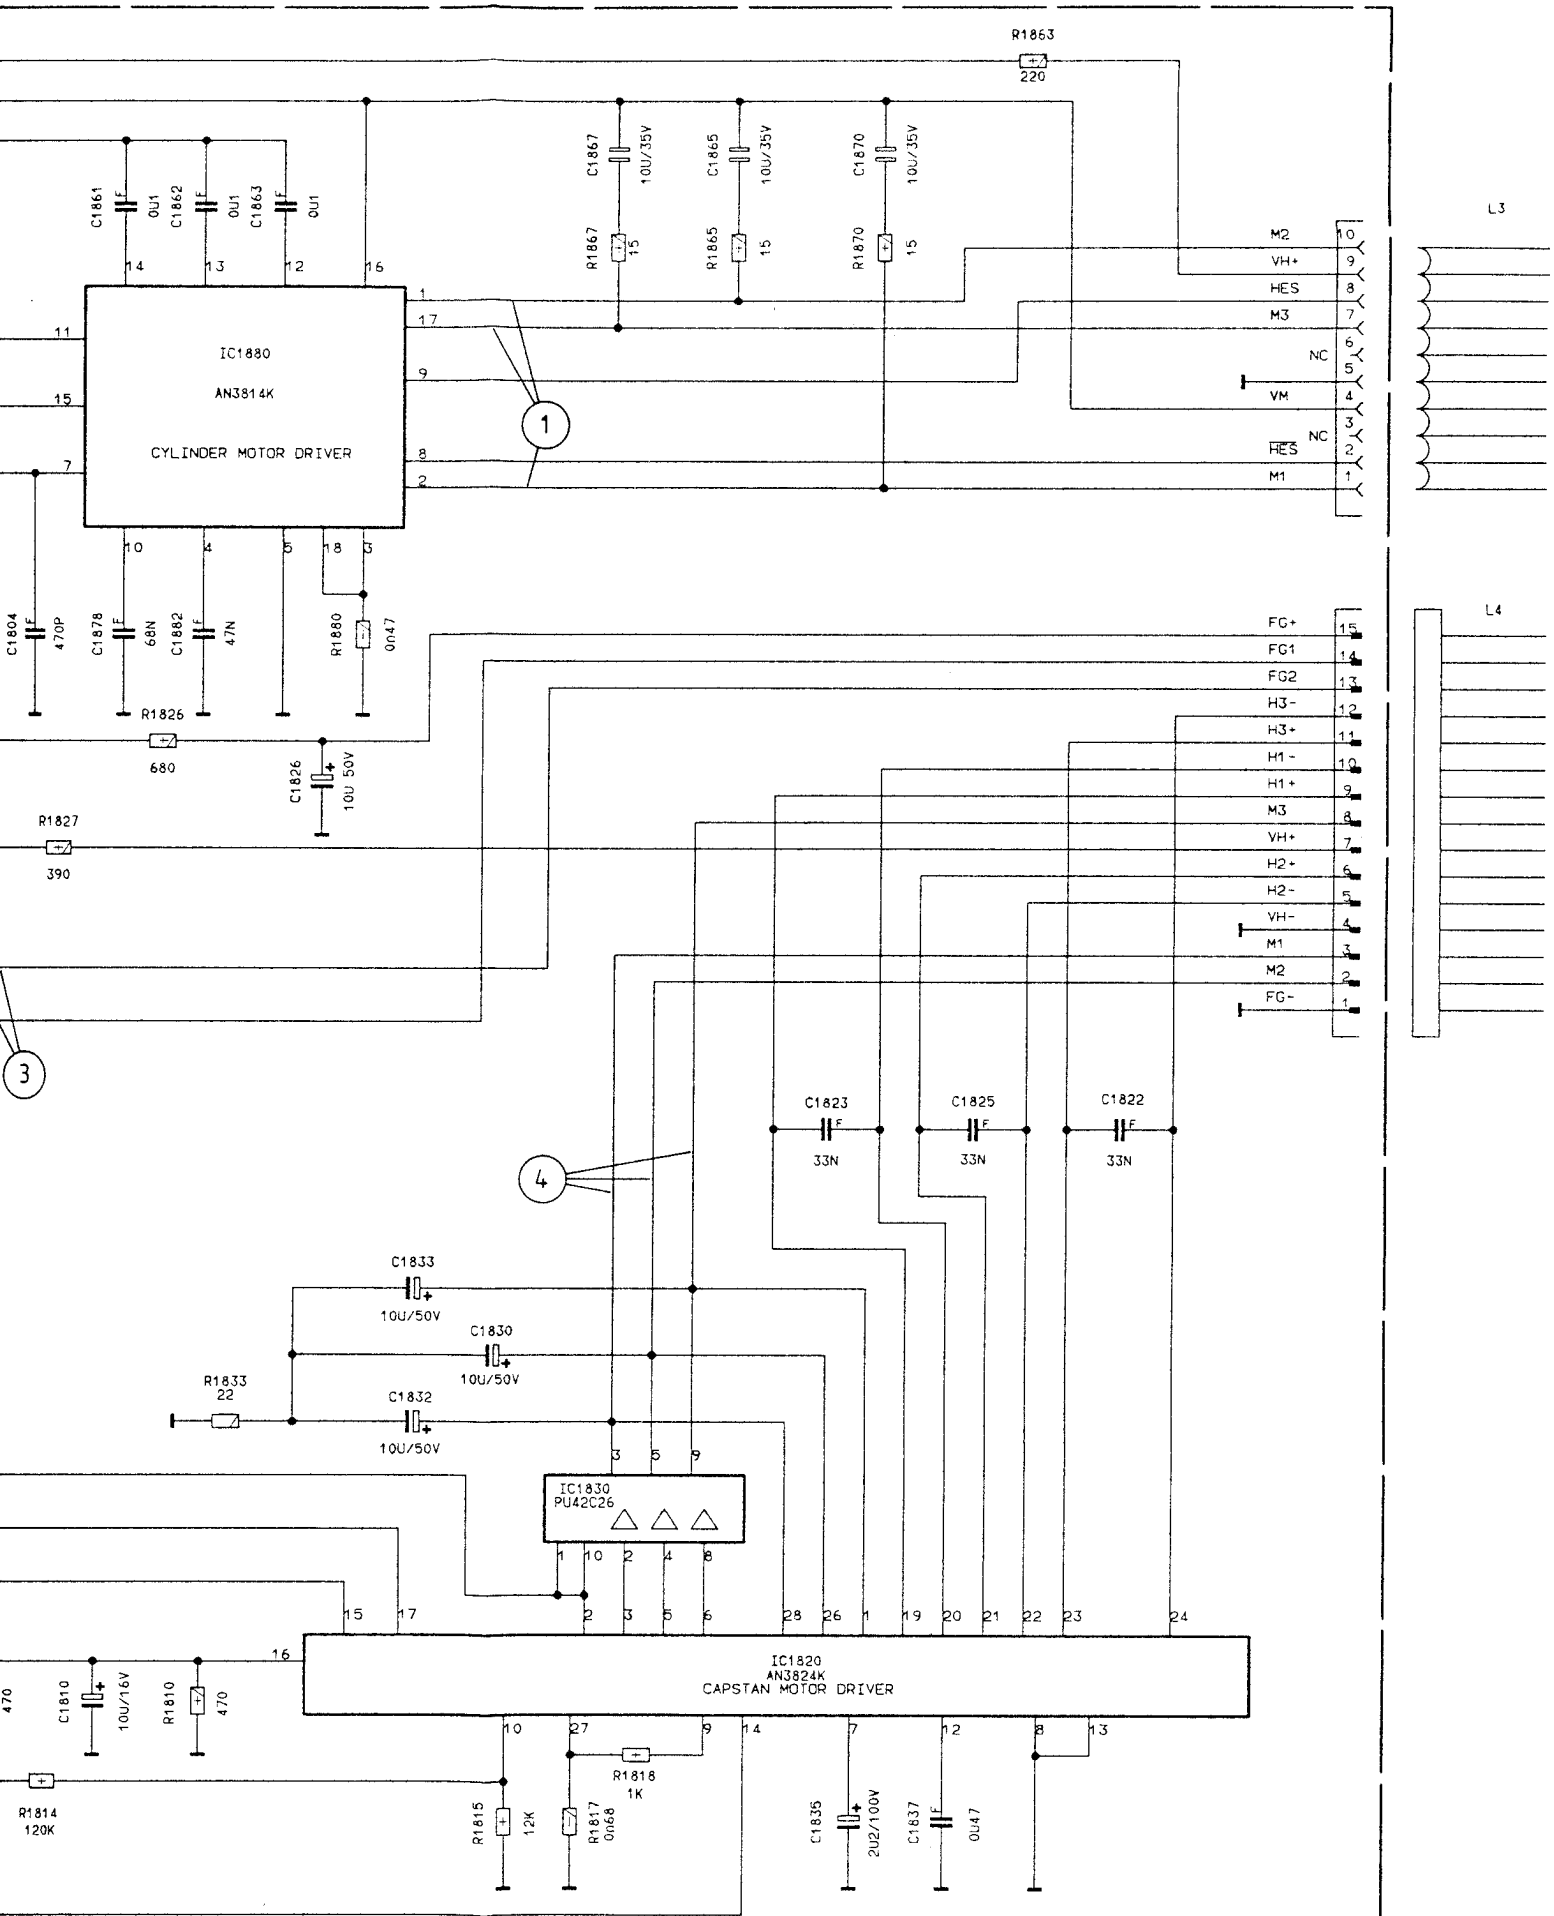 R1863
220
C1861
0U1
C1862
0U1
C1863
0U1
C1867
10U/35V
C1865
10U/35V
C1870
10U/35V
R1867
15
R1865
15
R1870
15
L3
14
13
12
16
M2
10
VH+
9
HES
8
M3
7
NC
6
5
VM
4
NC
3
HES
2
M1
1
11
15
7
IC1880
AN3814K
CYLINDER MOTOR DRIVER
1
17
9
8
2
1
10
4
5
18
3
C1804
470P
C1878
68N
C1882
47N
R1880
0n47
L4
FG+
15
FG1
14
FG2
13
H3-
12
H3+
11
H1-
10
H1+
9
M3
8
VH+
7
H2+
6
H2-
5
VH-
4
M1
3
M2
2
FG-
1
R1826
680
C1826
+
10U 50V
R1827
390
3
C1823
F
33N
C1825
F
33N
C1822
F
33N
4
C1833
+
10U/50V
C1830
+
10U/50V
R1833
22
C1832
+
10U/50V
3
5
9
IC1830
PU42C26
1
10
2
4
8
15
17
2
3
5
6
28
26
1
19
20
21
22
23
24
16
IC1820
AN3824K
CAPSTAN MOTOR DRIVER
470
C1810
+
10U/16V
R1810
470
10
27
9
14
7
12
8
13
R1818
1K
R1814
120K
R1815
12K
R1817
0n68
C1835
+
2U2/100V
C1837
F
0U47